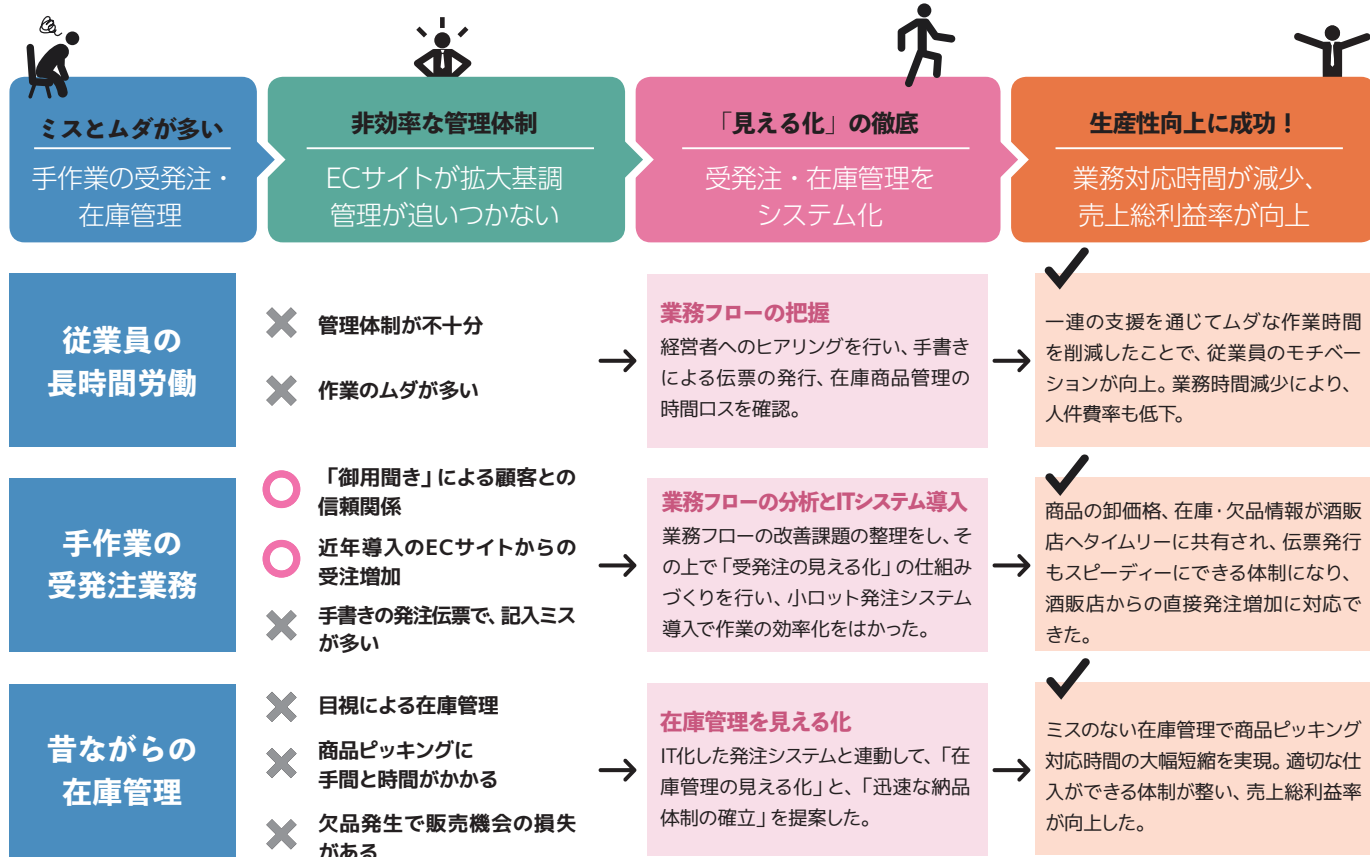 ミスとムダが多い
手作業の受発注・
在庫管理
非効率な管理体制
ECサイトが拡大基調
管理が追いつかない
「見える化」の徹底
受発注・在庫管理を
システム化
生産性向上に成功！
業務対応時間が減少、
売上総利益率が向上
従業員の
長時間労働
管理体制が不十分
作業のムダが多い
業務フローの把握
経営者へのヒアリングを行い、手書き
による伝票の発行、在庫商品管理の
時間ロスを確認。
一連の支援を通じてムダな作業時間
を削減したことで、従業員のモチベー
ションが向上。業務時間減少により、
人件費率も低下。
手作業の
受発注業務
「御用聞き」による顧客との
信頼関係
近年導入のECサイトからの
受注増加
手書きの発注伝票で、記入ミス
が多い
業務フローの分析とITシステム導入
業務フローの改善課題の整理をし、そ
の上で「受発注の見える化」の仕組み
づくりを行い、小ロット発注システム
導入で作業の効率化をはかった。
商品の卸価格、在庫・欠品情報が酒販
店へタイムリーに共有され、伝票発行
もスピーディーにできる体制になり、
酒販店からの直接発注増加に対応で
きた。
昔ながらの
在庫管理
目視による在庫管理
商品ピッキングに
手間と時間がかかる
欠品発生で販売機会の損失
がある
在庫管理を見える化
IT化した発注システムと連動して、「在
庫管理の見える化」と、「迅速な納品
体制の確立」を提案した。
ミスのない在庫管理で商品ピッキング
対応時間の大幅短縮を実現。適切な仕
入ができる体制が整い、売上総利益率
が向上した。